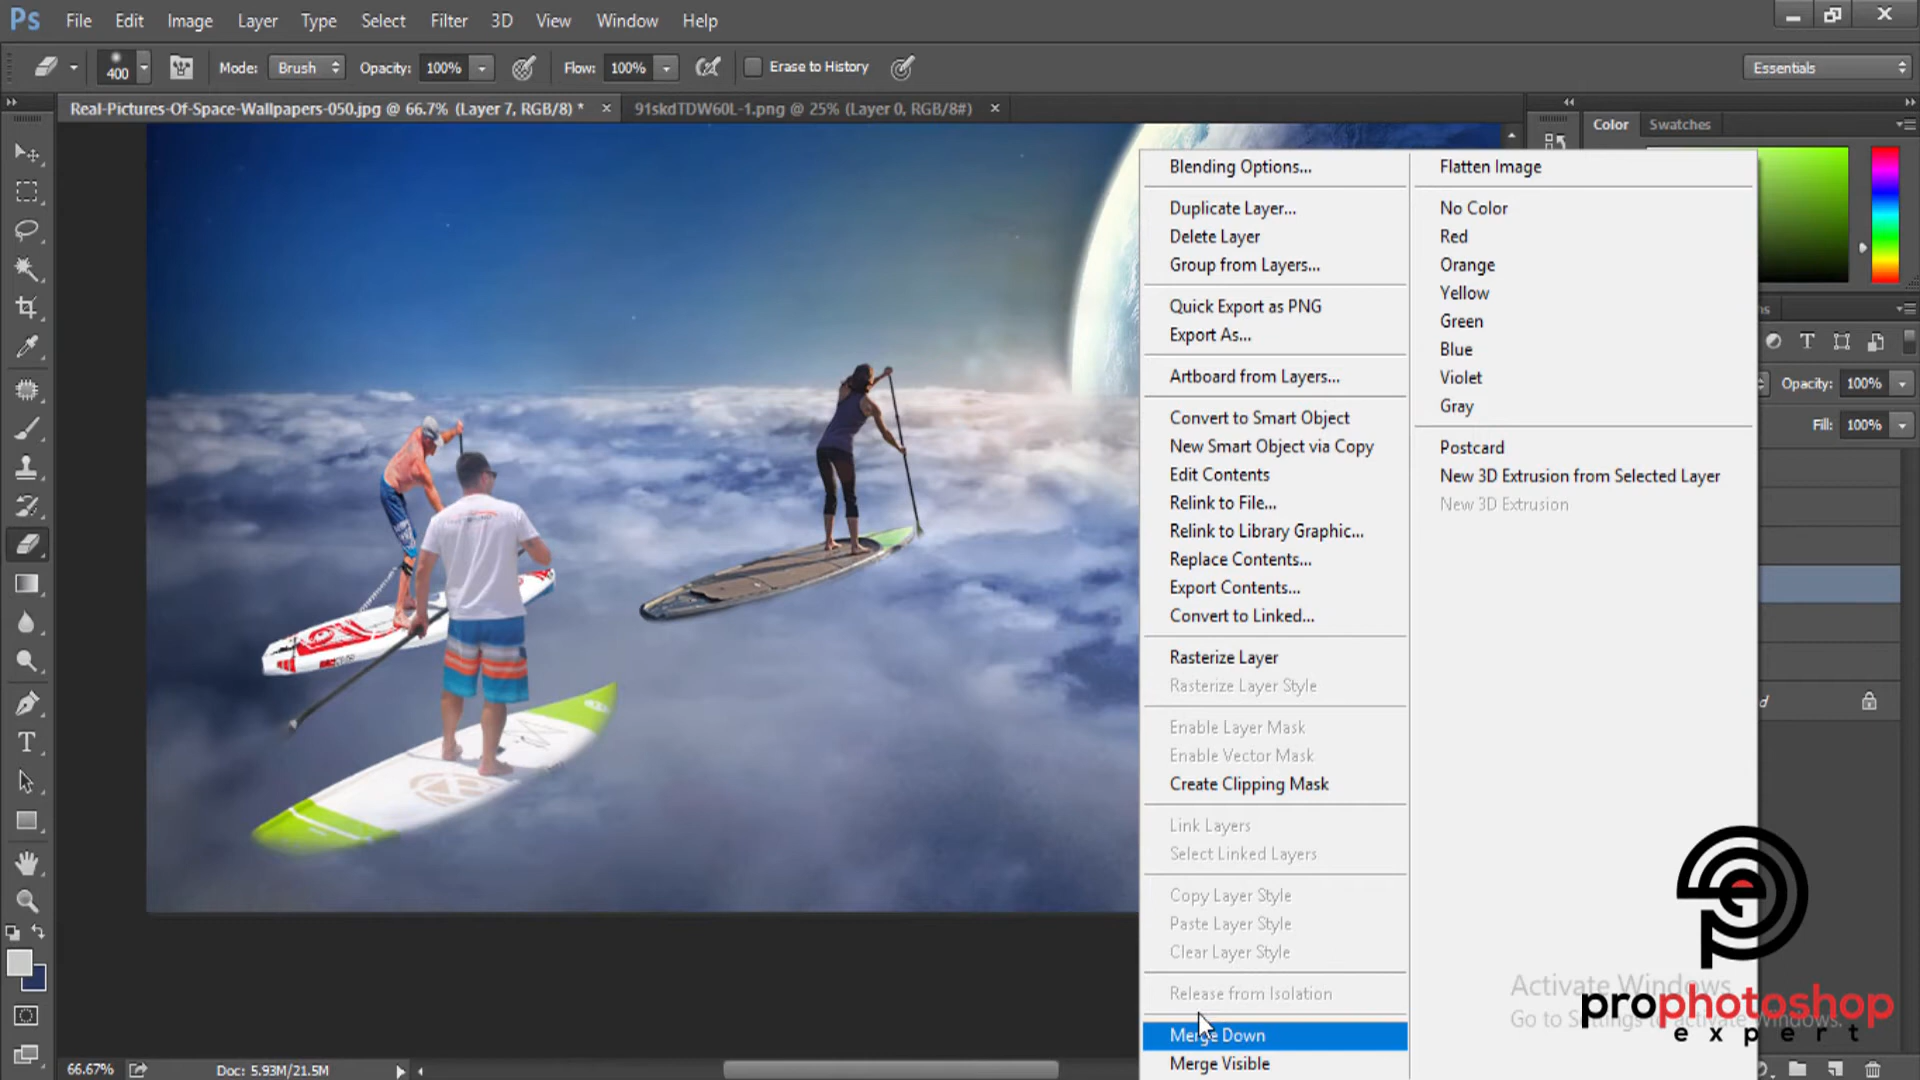 Ps File Edit Image Layer Type Select Filter 3D View Window Help
400 Mode: Brush Opacity: 100% Flow: 100% Erase to History Essentials
Real-Pictures-Of-Space-Wallpapers-050.jpg @ 66.7% (Layer 7, RGB/8) * × 91skdTDW60L-1.png @ 25% (Layer 0, RGB/8#) ×
Color Swatches
Blending Options...
Duplicate Layer...
Delete Layer
Group from Layers...
Quick Export as PNG
Export As...
Artboard from Layers...
Convert to Smart Object
New Smart Object via Copy
Edit Contents
Relink to File...
Relink to Library Graphic...
Replace Contents...
Export Contents...
Convert to Linked...
Rasterize Layer
Rasterize Layer Style
Enable Layer Mask
Enable Vector Mask
Create Clipping Mask
Link Layers
Select Linked Layers
Copy Layer Style
Paste Layer Style
Clear Layer Style
Release from Isolation
Merge Down
Merge Visible
Flatten Image
No Color
Red
Orange
Yellow
Green
Blue
Violet
Gray
Postcard
New 3D Extrusion from Selected Layer
New 3D Extrusion
Opacity: 100%
Fill: 100%
Activate Windows
Go to Settings to activate Windows.
prophotoshop
expert
66.67% Doc: 5.93M/21.5M